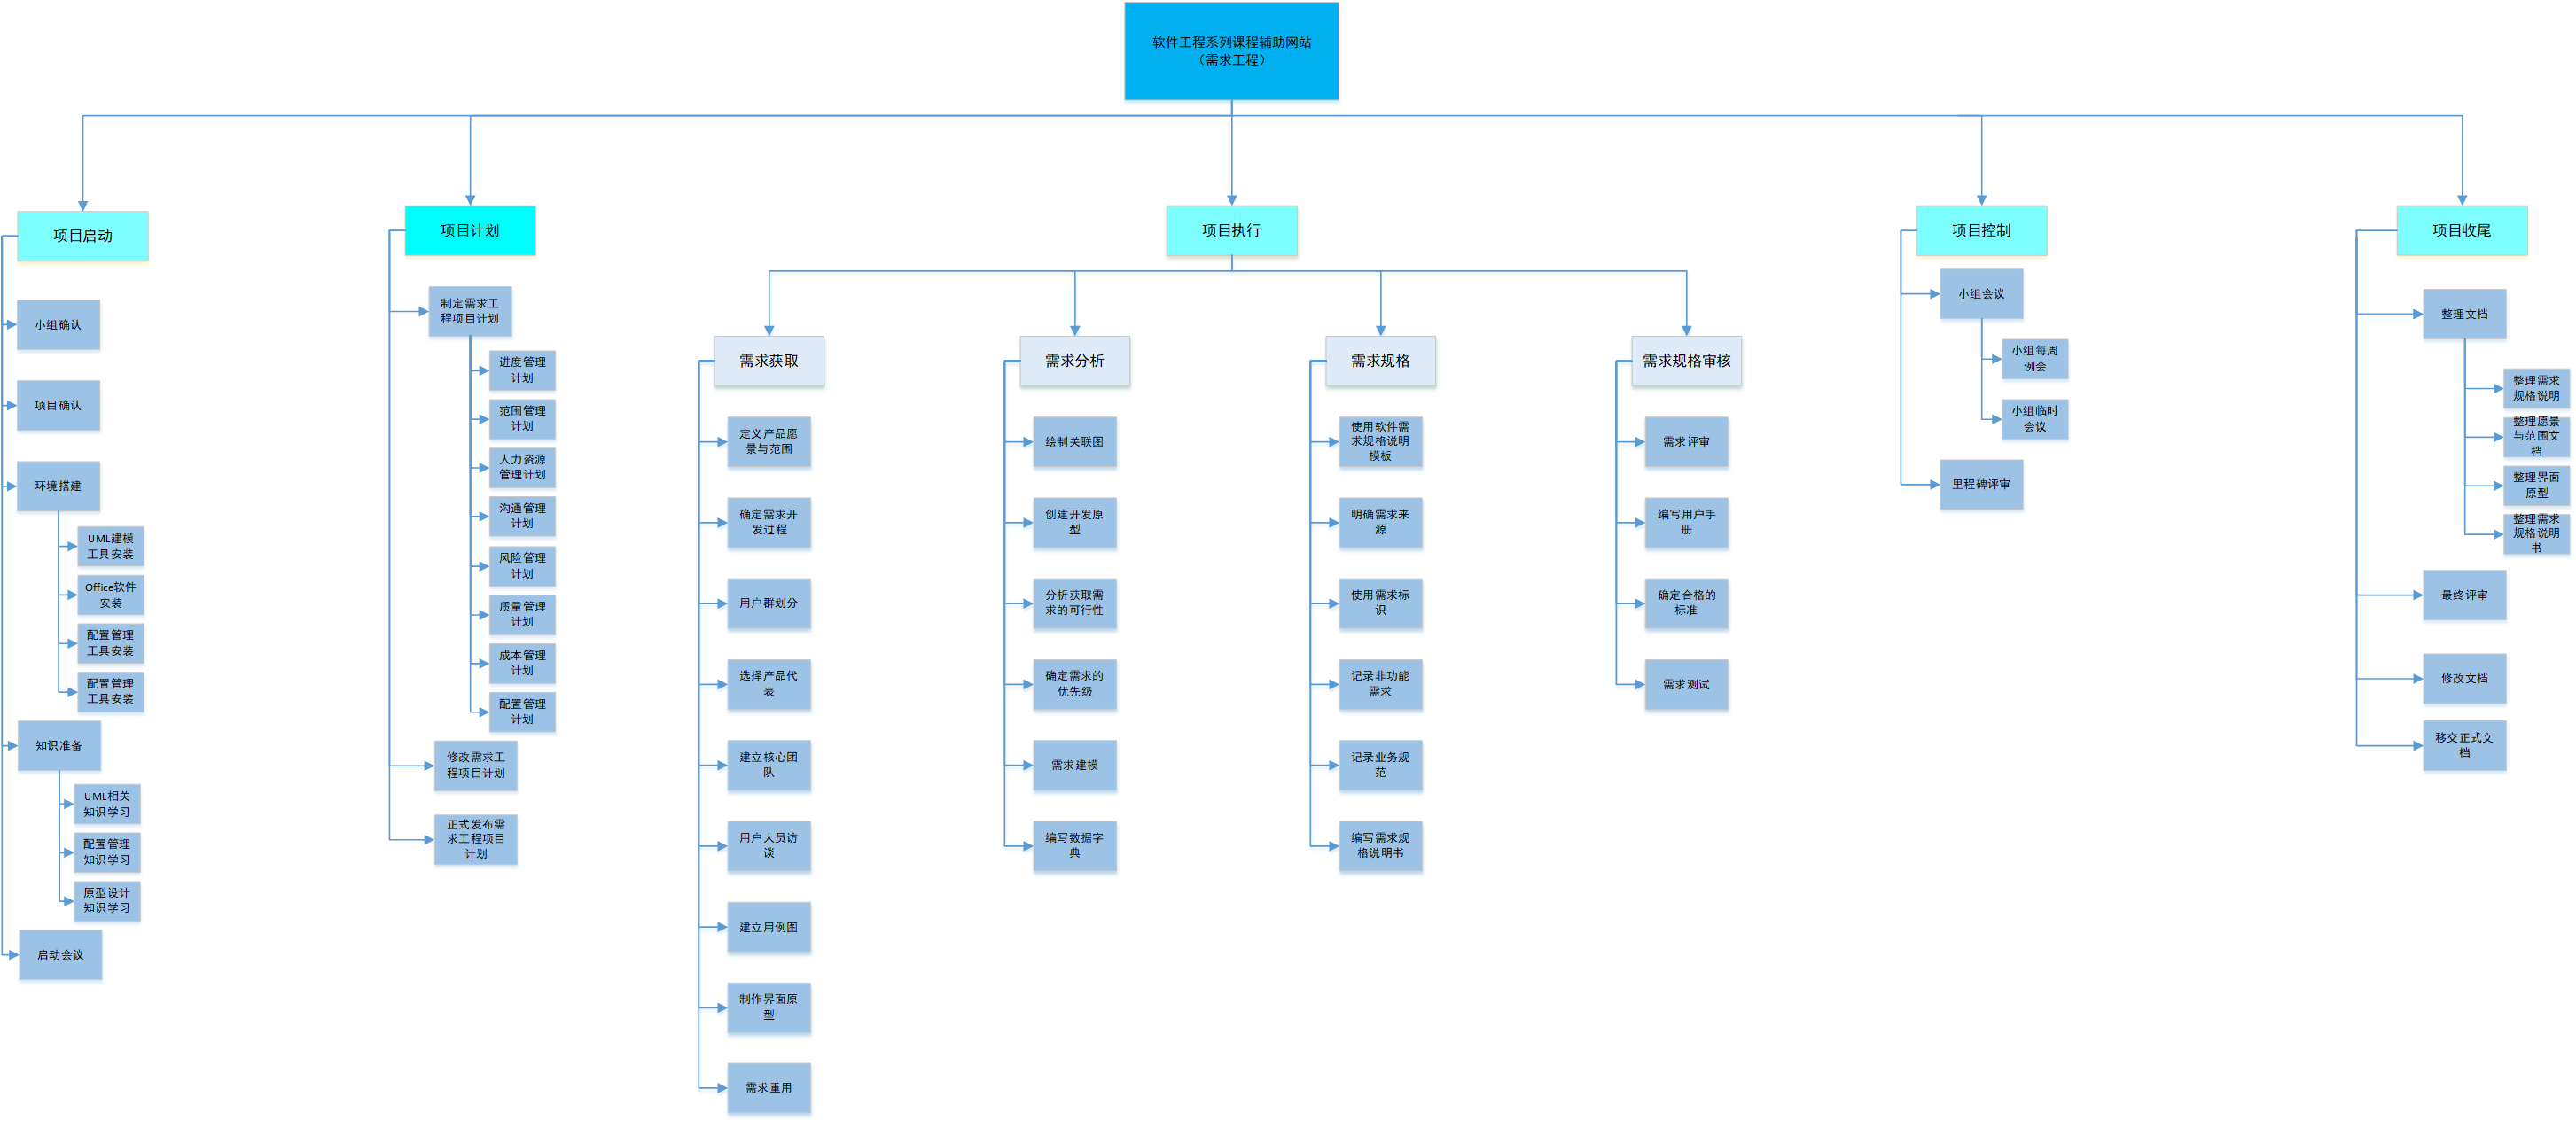 软件工程系列课程辅助网站
（需求工程）
项目启动
小组确认
项目确认
环境搭建
UML建模
工具安装
Office软件
安装
配置管理
工具安装
配置管理
工具安装
知识准备
UML相关
知识学习
配置管理
知识学习
原型设计
知识学习
启动会议
项目计划
制定需求工
程项目计划
进度管理
计划
范围管理
计划
人力资源
管理计划
沟通管理
计划
风险管理
计划
质量管理
计划
成本管理
计划
配置管理
计划
修改需求工
程项目计划
正式发布需
求工程项目
计划
项目执行
需求获取
定义产品愿
景与范围
确定需求开
发过程
用户群划分
选择产品代
表
建立核心团
队
用户人员访
谈
建立用例图
制作界面原
型
需求重用
需求分析
绘制关联图
创建开发原
型
分析获取需
求的可行性
确定需求的
优先级
需求建模
编写数据字
典
需求规格
使用软件需
求规格说明
模板
明确需求来
源
使用需求标
识
记录非功能
需求
记录业务规
范
编写需求规
格说明书
需求规格审核
需求评审
编写用户手
册
确定合格的
标准
需求测试
项目控制
小组会议
小组每周
例会
小组临时
会议
里程碑评审
项目收尾
整理文档
整理需求
规格说明
整理愿景
与范围文
档
整理界面
原型
整理需求
规格说明
书
最终评审
修改文档
移交正式文
档